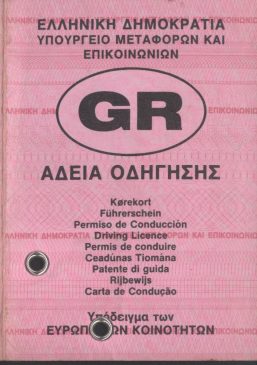 ΕΛΛΗΝΙΚΗ ΔΗΜΟΚΡΑΤΙΑ
ΥΠΟΥΡΓΕΙΟ ΜΕΤΑΦΟΡΩΝ ΚΑΙ
ΕΠΙΚΟΙΝΩΝΙΩΝ
GR
ΑΔΕΙΑ ΟΔΗΓΗΣΗΣ
Kørekort
Führerschein
Permiso de Conducción
Driving Licence
Permis de conduire
Ceadúnas Tiomána
Patente di guida
Rijbewijs
Carta de Condução
Υπόδειγμα των
ΕΥΡΩΠΑΪΚΩΝ ΚΟΙΝΟΤΗΤΩΝ